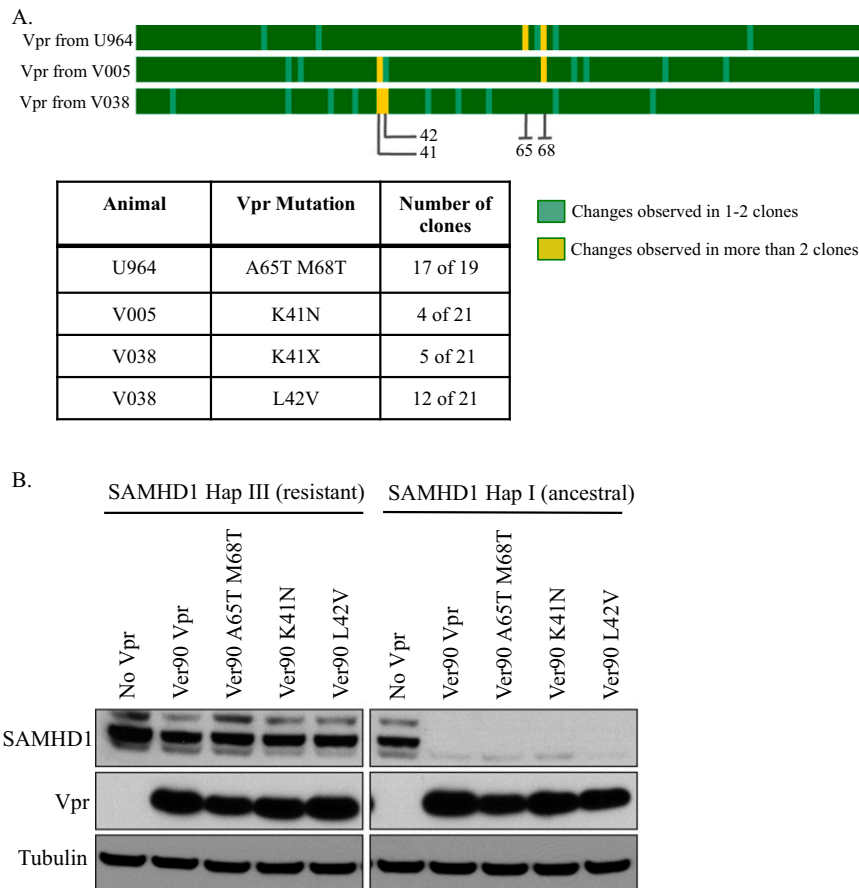 A.
Vpr from U964
Vpr from V005
Vpr from V038
42
41
65 68
Animal Vpr Mutation Number of clones
U964 A65T M68T 17 of 19
V005 K41N 4 of 21
V038 K41X 5 of 21
V038 L42V 12 of 21
Changes observed in 1-2 clones
Changes observed in more than 2 clones
B.
SAMHD1 Hap III (resistant) SAMHD1 Hap I (ancestral)
No Vpr
Ver90 Vpr
Ver90 A65T M68T
Ver90 K41N
Ver90 L42V
No Vpr
Ver90 Vpr
Ver90 A65T M68T
Ver90 K41N
Ver90 L42V
SAMHD1
Vpr
Tubulin